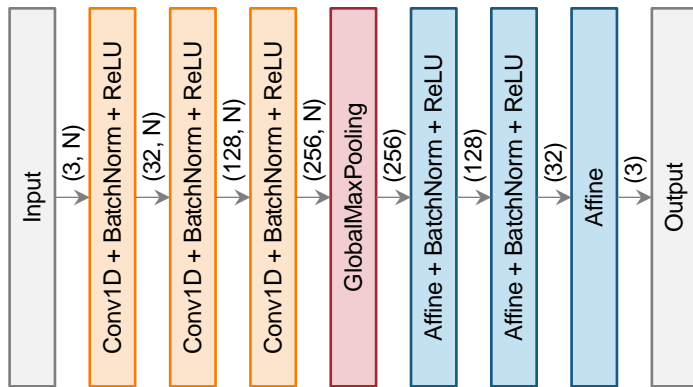 Input
(3, N)
Conv1D + BatchNorm + ReLU
(32, N)
Conv1D + BatchNorm + ReLU
(128, N)
Conv1D + BatchNorm + ReLU
(256, N)
GlobalMaxPooling
(256)
Affine + BatchNorm + ReLU
(128)
Affine + BatchNorm + ReLU
(32)
Affine
(3)
Output